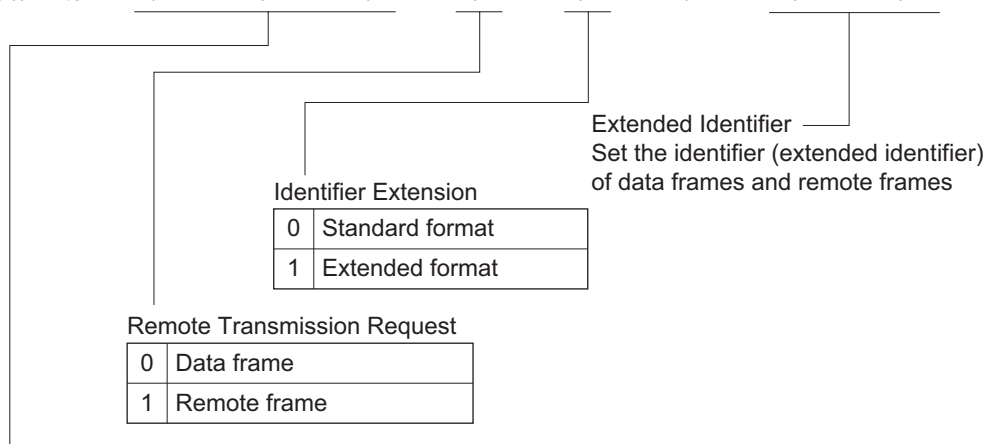 Extended Identifier
Set the identifier (extended identifier)
of data frames and remote frames
Identifier Extension
0 Standard format
1 Extended format
Remote Transmission Request
0 Data frame
1 Remote frame